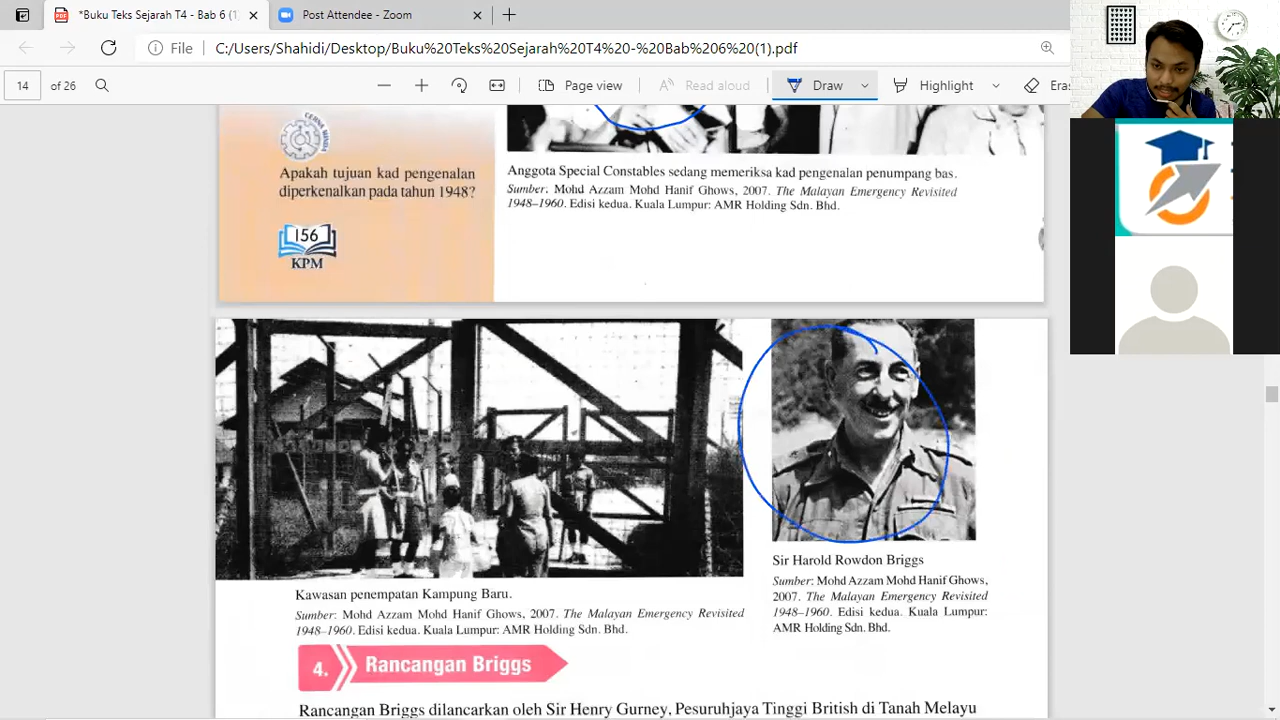 *Buku Teks Sejarah T4 - Bab 6 (1
Post Attendee - Zoom
File
C:/Users/Shahidi/Desktop/Buku%20Teks%20Sejarah%20T4%20-%20Bab%206%20(1).pdf
14 of 26
Page view
Read aloud
Draw
Highlight
Eras
CERNA MINDA
Apakah tujuan kad pengenalan
diperkenalkan pada tahun 1948?
156
KPM
Anggota Special Constables sedang memeriksa kad pengenalan penumpang bas.
Sumber: Mohd Azzam Mohd Hanif Ghows, 2007. The Malayan Emergency Revisited
1948–1960. Edisi kedua. Kuala Lumpur: AMR Holding Sdn. Bhd.
Kawasan penempatan Kampung Baru.
Sumber: Mohd Azzam Mohd Hanif Ghows, 2007. The Malayan Emergency Revisited
1948–1960. Edisi kedua. Kuala Lumpur: AMR Holding Sdn. Bhd.
Sir Harold Rowdon Briggs
Sumber: Mohd Azzam Mohd Hanif Ghows,
2007. The Malayan Emergency Revisited
1948–1960. Edisi kedua. Kuala Lumpur:
AMR Holding Sdn. Bhd.
4. Rancangan Briggs
Rancangan Briggs dilancarkan oleh Sir Henry Gurney, Pesuruhjaya Tinggi British di Tanah Melayu